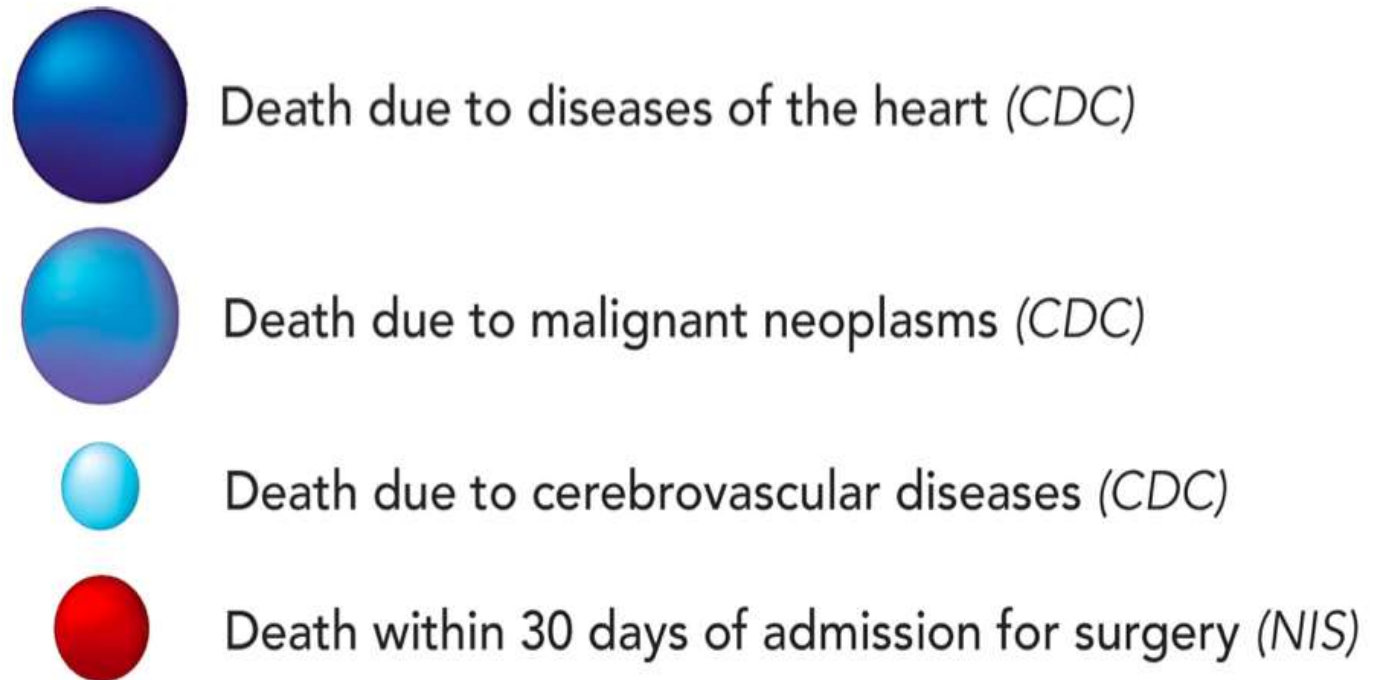 Death due to diseases of the heart (CDC)
Death due to malignant neoplasms (CDC)
Death due to cerebrovascular diseases (CDC)
Death within 30 days of admission for surgery (NIS)